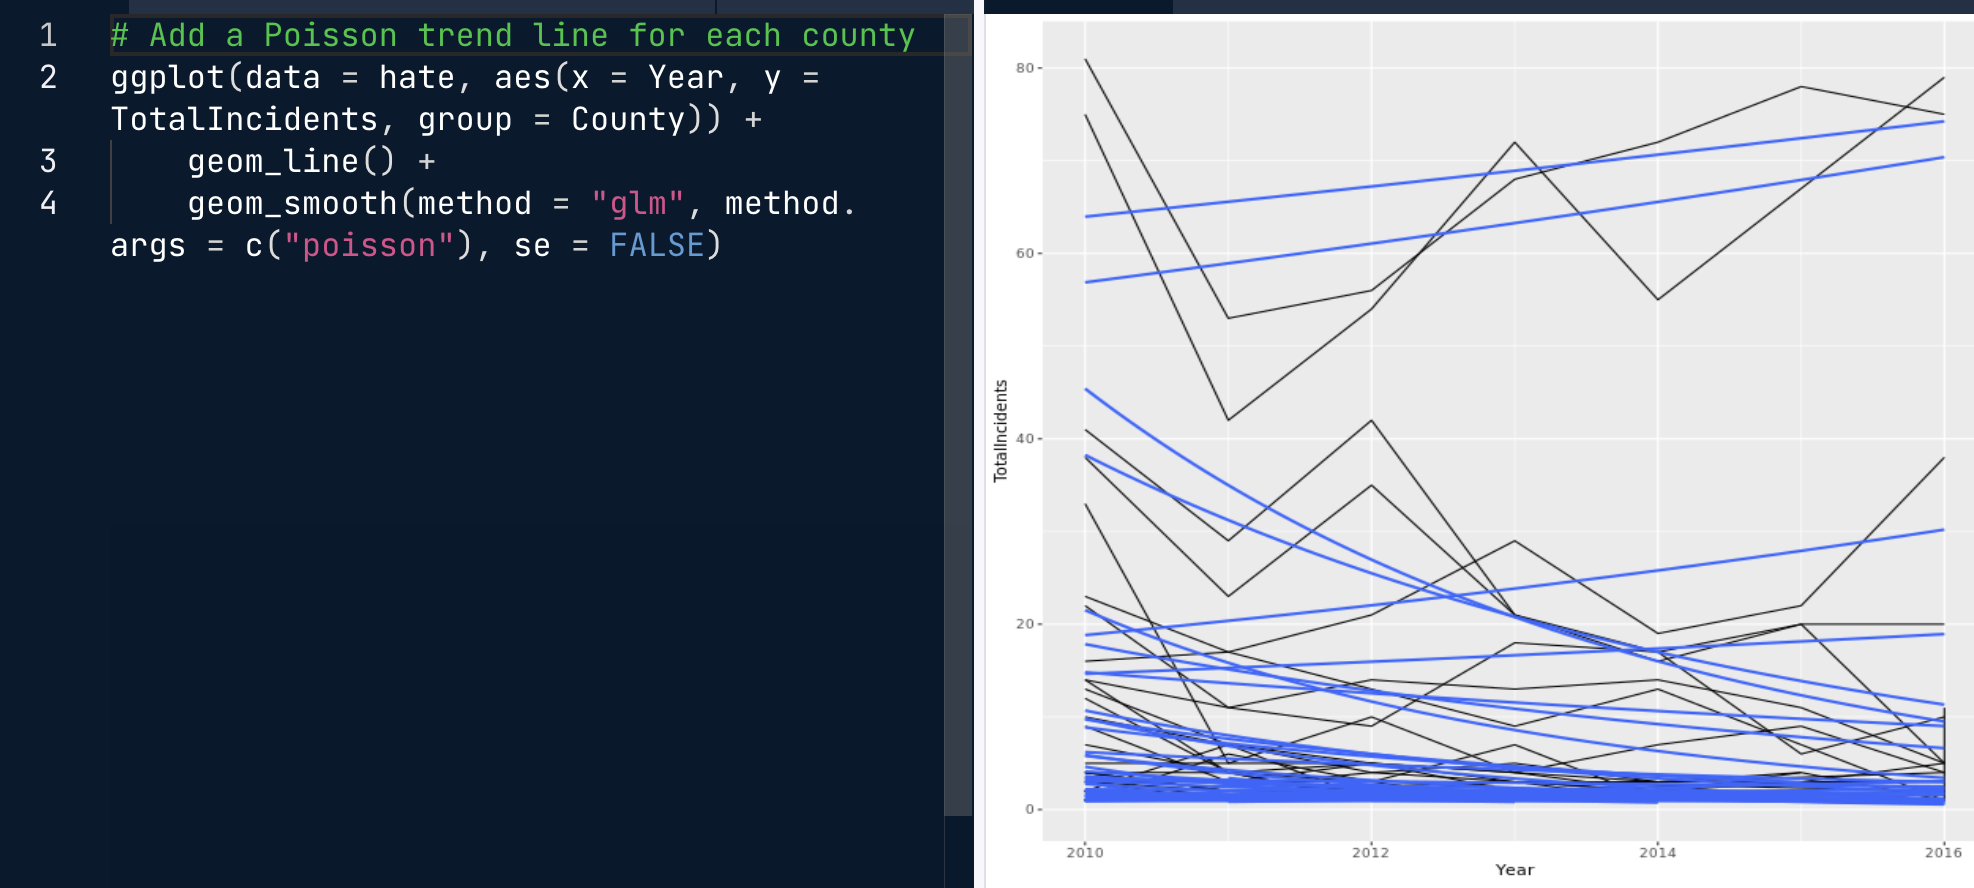 1 # Add a Poisson trend line for each county
2 ggplot(data = hate, aes(x = Year, y =
TotalIncidents, group = County)) +
3 geom_line() +
4 geom_smooth(method = "glm", method.
args = c("poisson"), se = FALSE)
80
60
40
20
0
TotalIncidents
2010 2012 2014 2016
Year